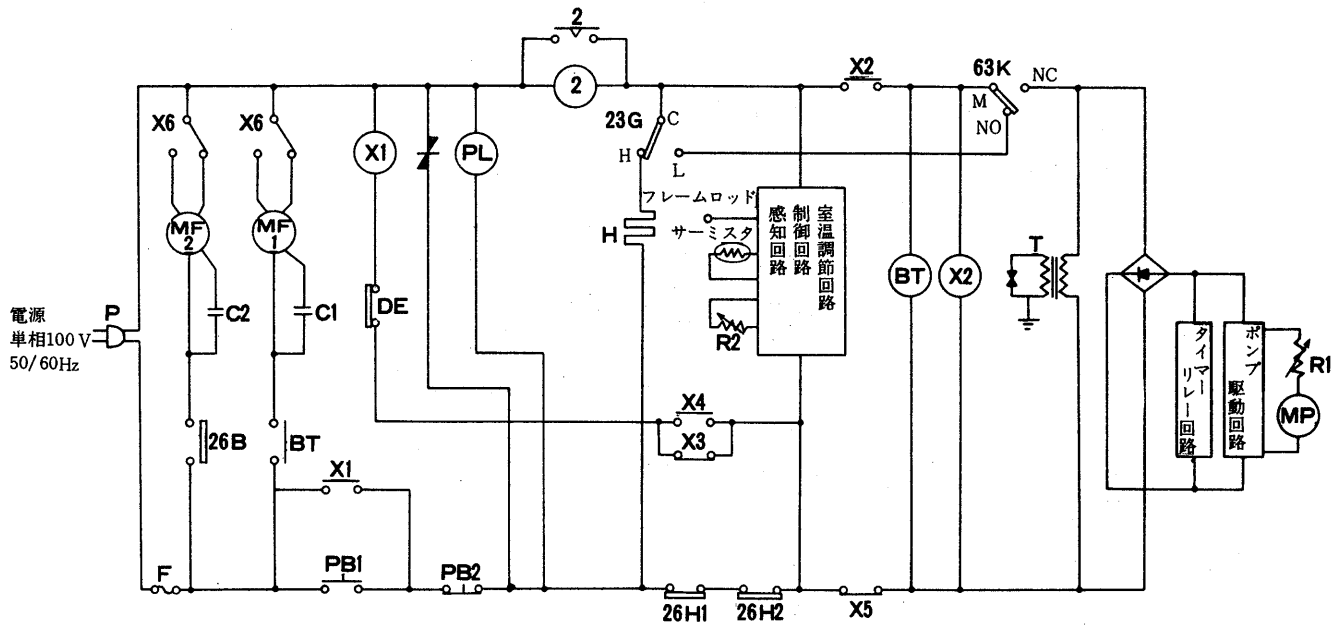 2
2
X6
X6
X1
PL
23G
C
H
L
X2
63K
NC
M
NO
MF
2
MF
1
C2
C1
DE
H
フレームロッド
サーミスタ
R2
室温調節回路
制御回路
感知回路
BT
X2
T
タイマー
リレー回路
ポンプ
駆動回路
R1
MP
電源
単相100 V
50/60Hz
P
X4
X3
26B
BT
X1
F
PB1
PB2
26H1
26H2
X5